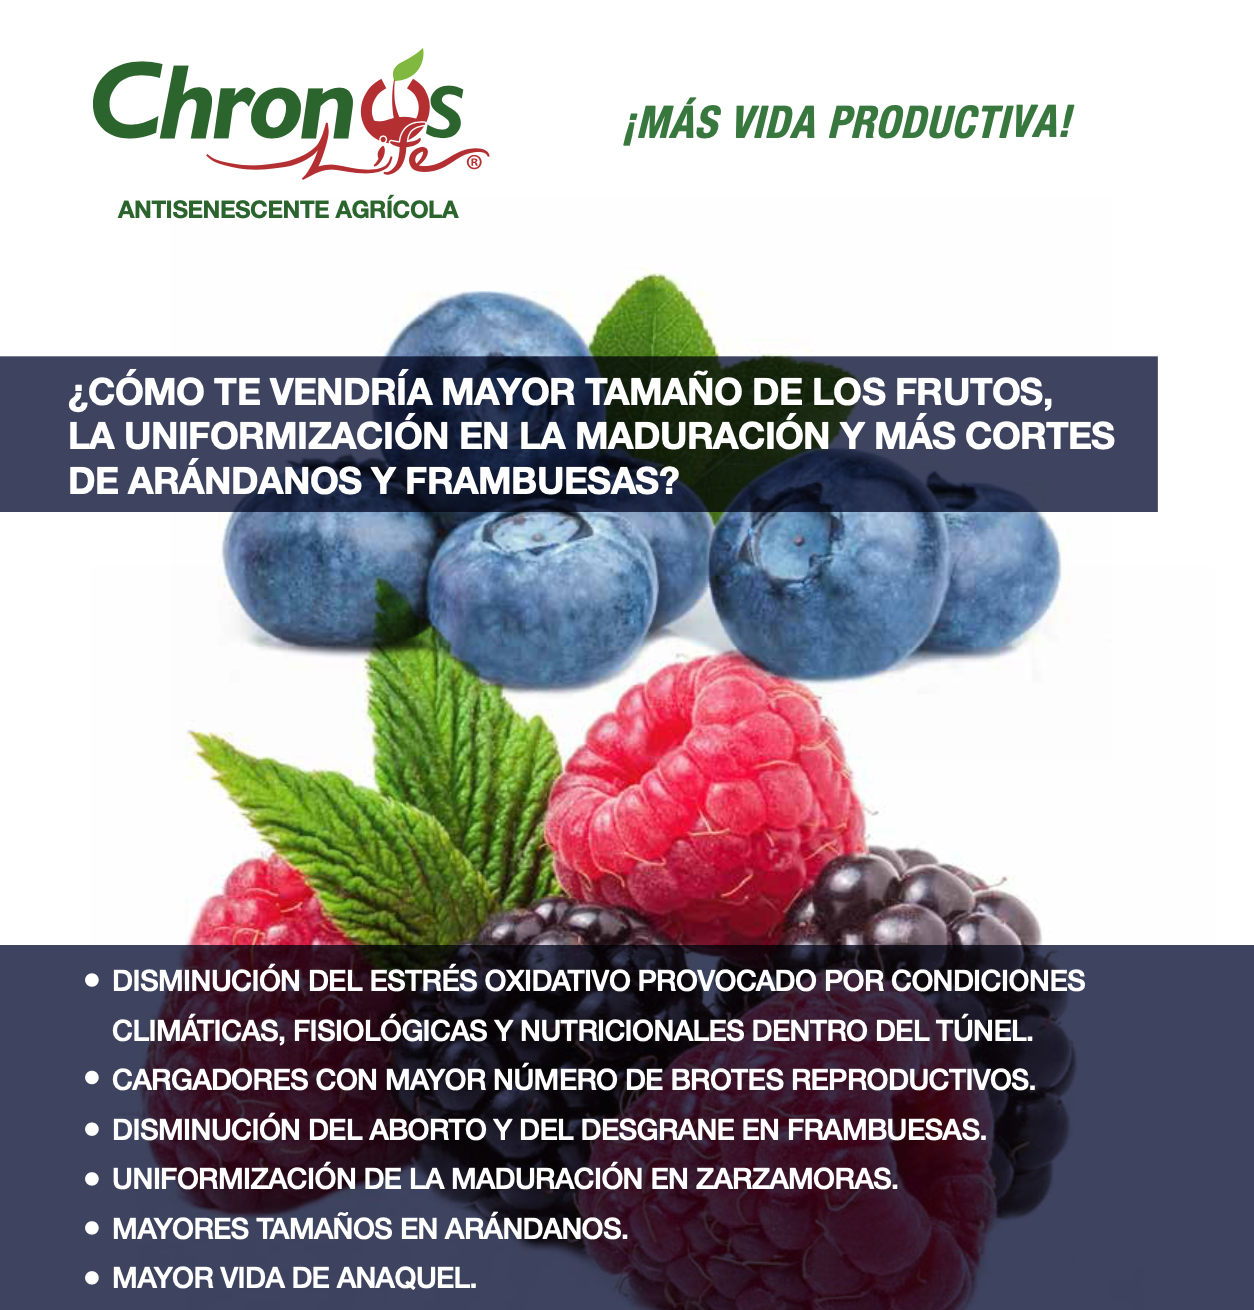 Chronos
Life ®
ANTISENESCENTE AGRÍCOLA
¡MÁS VIDA PRODUCTIVA!
¿CÓMO TE VENDRÍA MAYOR TAMAÑO DE LOS FRUTOS,
LA UNIFORMIZACIÓN EN LA MADURACIÓN Y MÁS CORTES
DE ARÁNDANOS Y FRAMBUESAS?
• DISMINUCIÓN DEL ESTRÉS OXIDATIVO PROVOCADO POR CONDICIONES
CLIMÁTICAS, FISIOLÓGICAS Y NUTRICIONALES DENTRO DEL TÚNEL.
• CARGADORES CON MAYOR NÚMERO DE BROTES REPRODUCTIVOS.
• DISMINUCIÓN DEL ABORTO Y DEL DESGRANE EN FRAMBUESAS.
• UNIFORMIZACIÓN DE LA MADURACIÓN EN ZARZAMORAS.
• MAYORES TAMAÑOS EN ARÁNDANOS.
• MAYOR VIDA DE ANAQUEL.